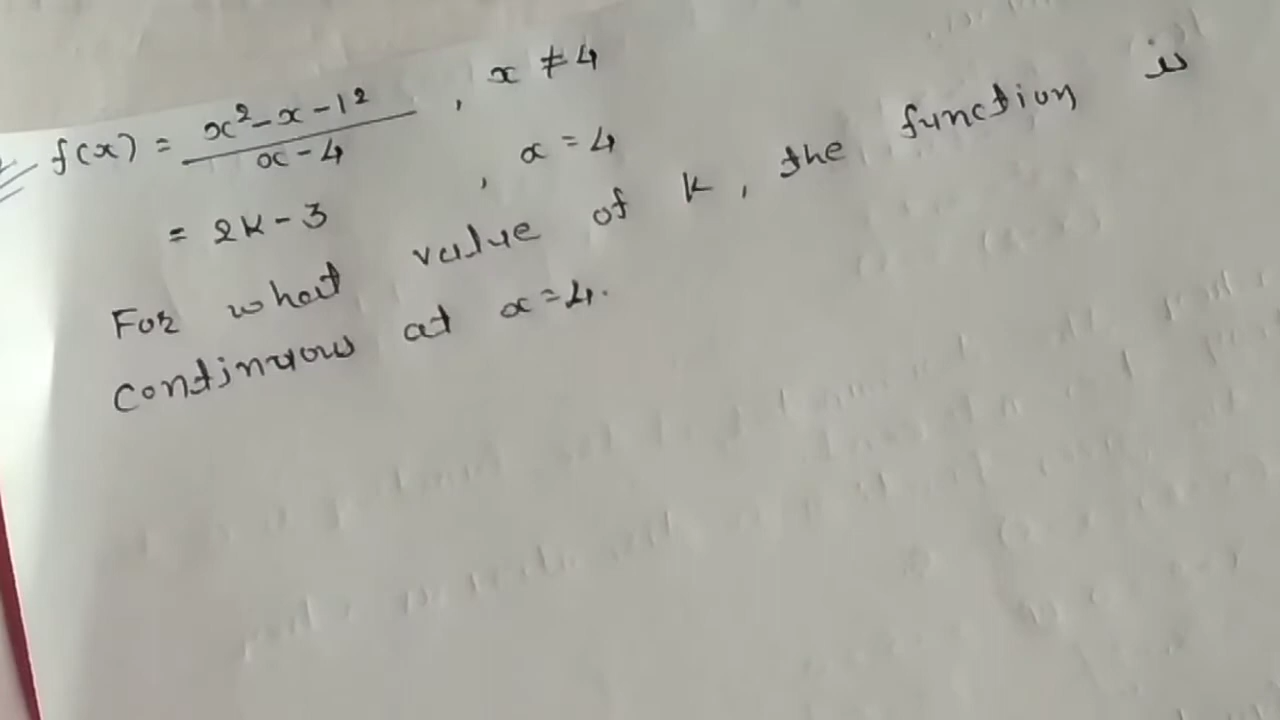 f(x) = x²-x-12 / x-4 , x ≠ 4
= 2k-3 , x = 4
For what value of k, the function is
continuous at x=4.